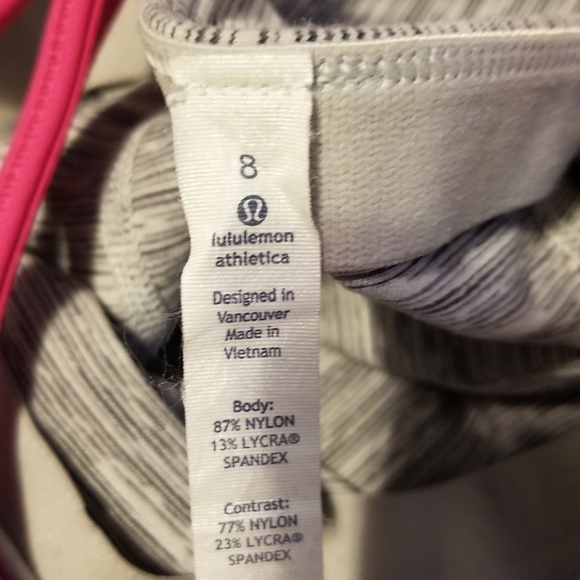 8
lululemon
athletica
Designed in
Vancouver
Made in
Vietnam
Body:
87% NYLON
13% LYCRA®
SPANDEX
Contrast:
77% NYLON
23% LYCRA®
SPANDEX